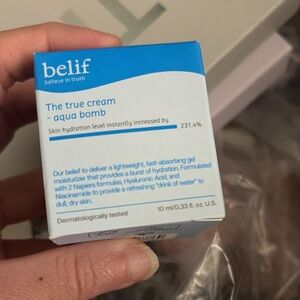 belif
believe in truth
The true cream
- aqua bomb
Skin hydration level instantly increased by
231.4%
Our belief to deliver a lightweight, fast-absorbing gel
moisturizer that provides a burst of hydration. Formulated
with 2 Napiers formulas, Hyaluronic Acid, and
Niacinamide to provide a refreshing "drink of water" to
dull, dry skin.
Dermatologically tested
10 ml/0.33 fl. oz. U.S.